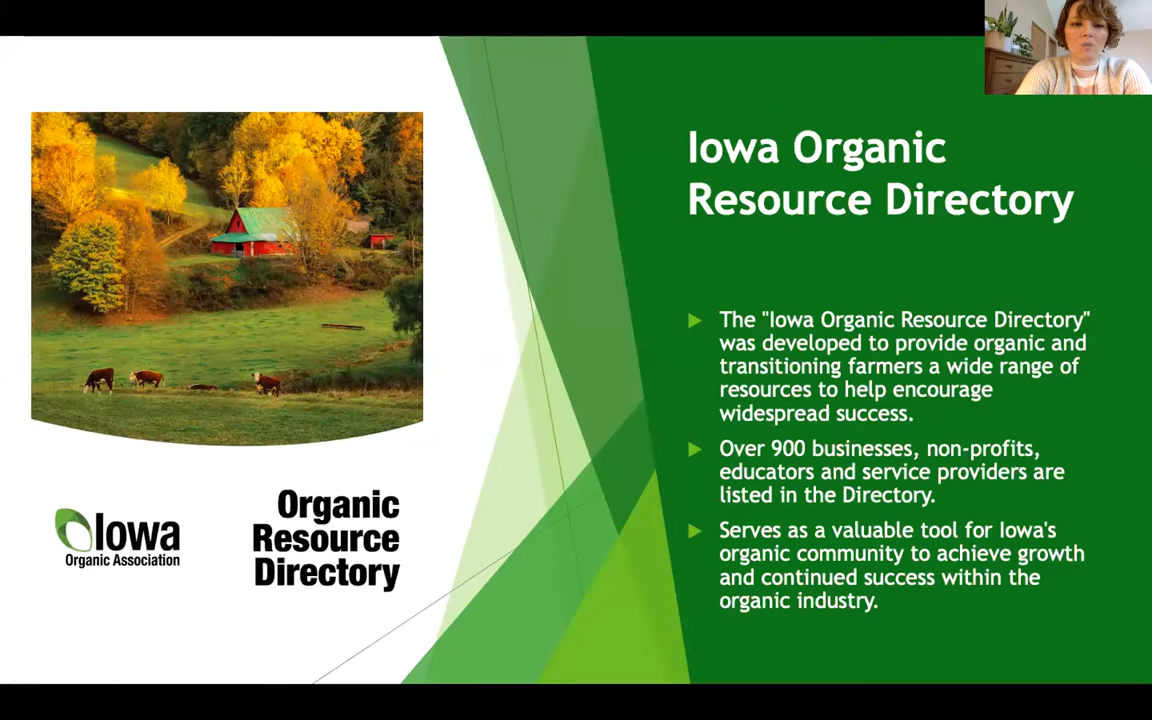 Iowa Organic
Resource Directory
The "Iowa Organic Resource Directory"
was developed to provide organic and
transitioning farmers a wide range of
resources to help encourage
widespread success.
Over 900 businesses, non-profits,
educators and service providers are
listed in the Directory.
Serves as a valuable tool for Iowa's
organic community to achieve growth
and continued success within the
organic industry.
Iowa
Organic Association
Organic
Resource
Directory